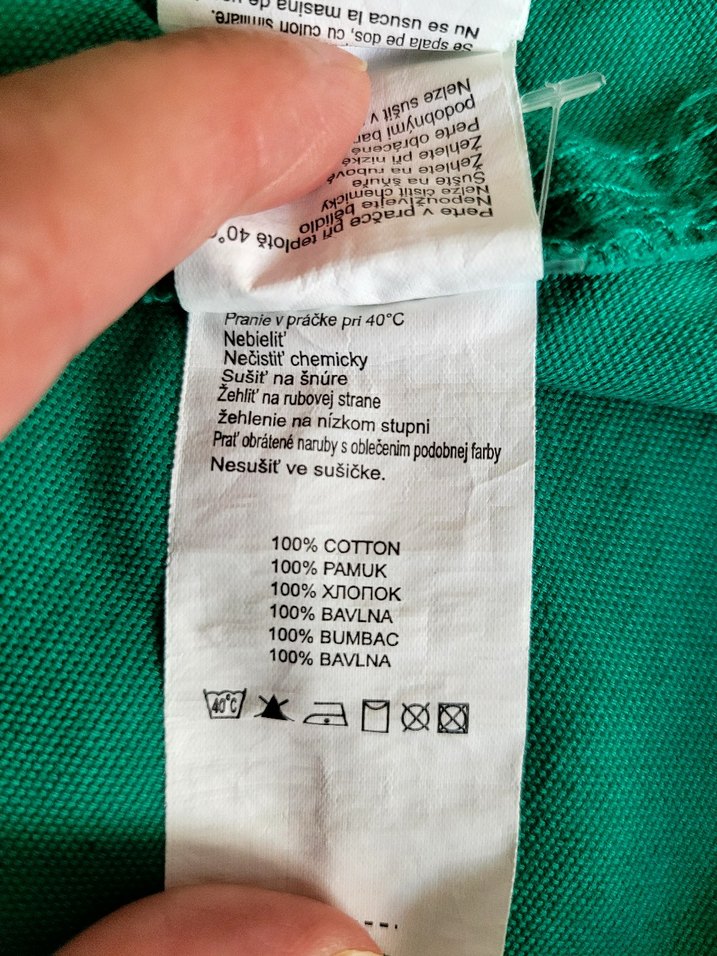 Nu se usuca la masina de
Se spala pe dos, cu culori similare.
Perte v pračce při teplotě 40°
Nepoužívejte bělidlo
Nelze čistit chemicky
Sušte na šňůře
Žehlete na rubové
Žehlete při nízké
Perte obráceně
podobnými bar
Nelze sušit v
Pranie v práčke pri 40°C
Nebieliť
Nečistiť chemicky
Sušiť na šnúre
Žehliť na rubovej strane
žehlenie na nízkom stupni
Prať obrátené naruby s oblečením podobnej farby
Nesušiť ve sušičke.
100% COTTON
100% PAMUK
100% ХЛОПОК
100% BAVLNA
100% BUMBAC
100% BAVLNA
40°C